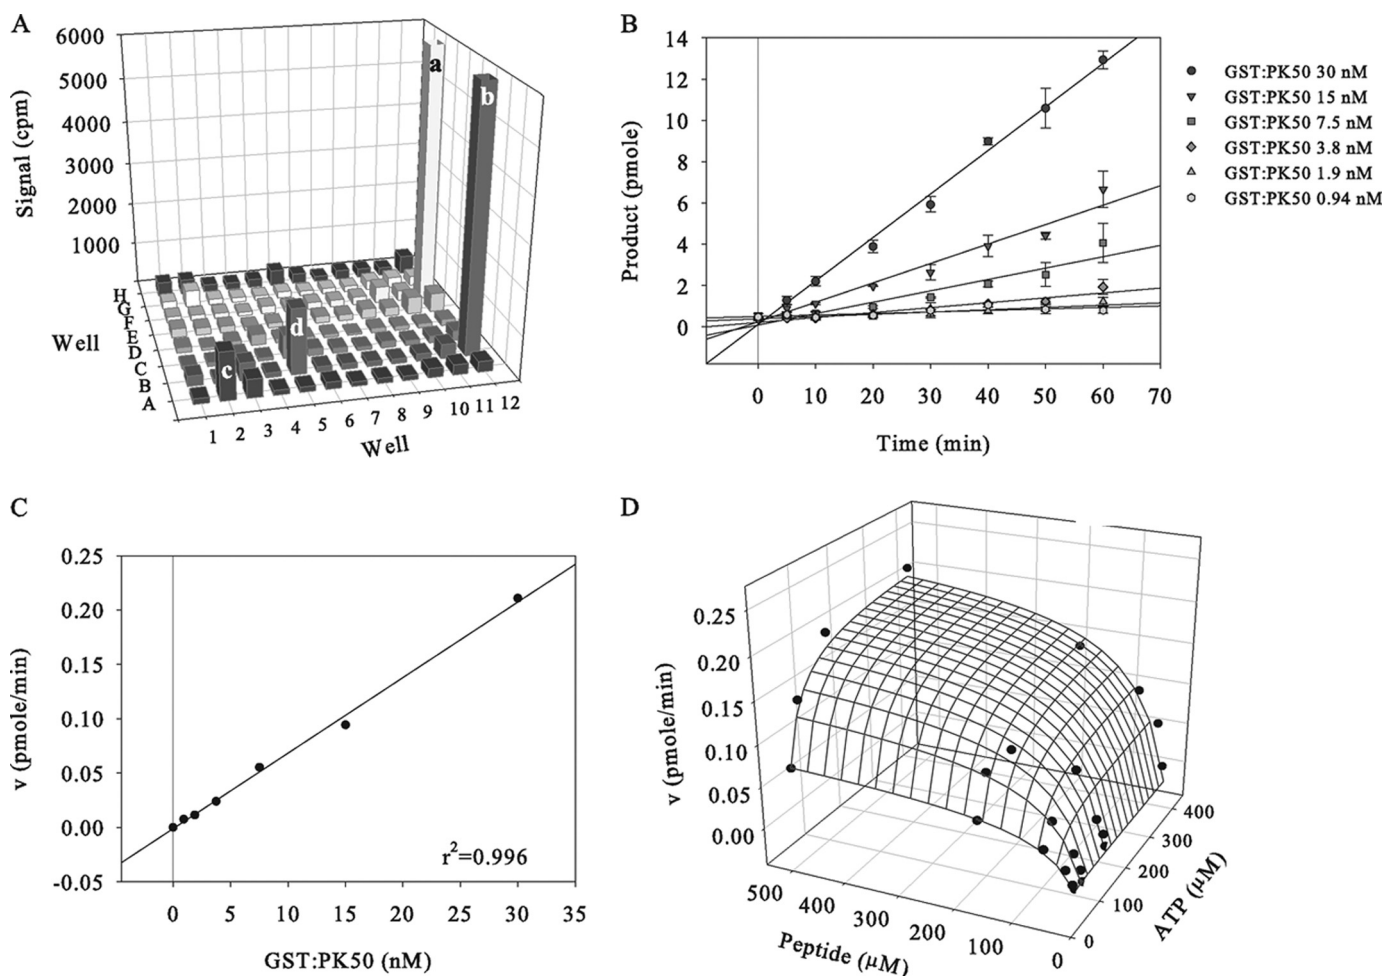 A
6000
5000
4000
3000
2000
1000
Signal (cpm)
a
b
c
d
H
G
F
E
D
C
B
A
Well
1 2 3 4 5 6 7 8 9 10 11 12
Well
B
14
12
10
8
6
4
2
0
Product (pmole)
0 10 20 30 40 50 60 70
Time (min)
GST:PK50 30 nM
GST:PK50 15 nM
GST:PK50 7.5 nM
GST:PK50 3.8 nM
GST:PK50 1.9 nM
GST:PK50 0.94 nM
C
0.25
0.20
0.15
0.10
0.05
0.00
-0.05
v (pmole/min)
r²=0.996
0 5 10 15 20 25 30 35
GST:PK50 (nM)
D
0.25
0.20
0.15
0.10
0.05
0.00
v (pmole/min)
500 400 300 200 100 0
Peptide (µM)
400
300
200
100
0
ATP (µM)